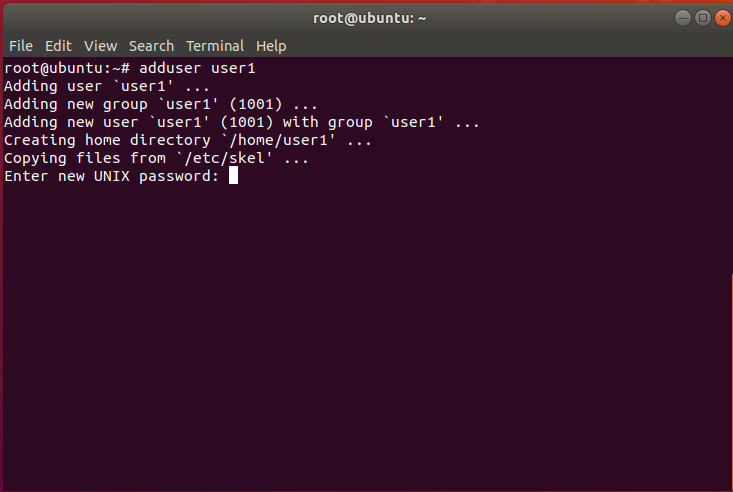 root@ubuntu: ~
File Edit View Search Terminal Help
root@ubuntu:~# adduser user1
Adding user `user1' ...
Adding new group `user1' (1001) ...
Adding new user `user1' (1001) with group `user1' ...
Creating home directory `/home/user1' ...
Copying files from `/etc/skel' ...
Enter new UNIX password: